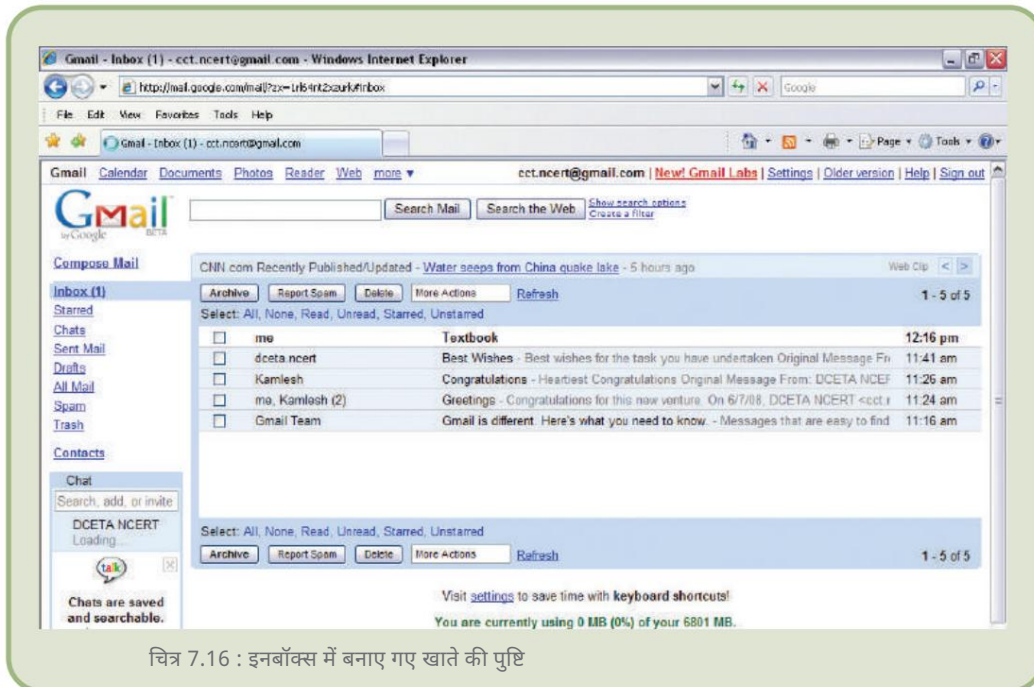 Gmail - Inbox (1) - cct.ncert@gmail.com - Windows Internet Explorer
Google
File Edit View Favorites Tools Help
Gmail - Inbox (1) - cct.ncert@gmail.com
Page Tools
Gmail Calendar Documents Photos Reader Web more ▼ cct.ncert@gmail.com | New! Gmail Labs | Settings | Older version | Help | Sign out
Gmail by Google BETA
Search Mail Search the Web Show search options
Create a filter
Compose Mail
CNN.com Recently Published/Updated - Water seeps from China quake lake - 5 hours ago Web Clip < >
Inbox (1)
Archive Report Spam Delete More Actions Refresh 1 - 5 of 5
Starred
Select: All, None, Read, Unread, Starred, Unstarred
Chats
me Textbook 12:16 pm
Sent Mail
dceta.ncert Best Wishes - Best wishes for the task you have undertaken Original Message Fr 11:41 am
Drafts
Kamlesh Congratulations - Heartiest Congratulations Original Message From: DCETA NCEF 11:26 am
All Mail
me, Kamlesh (2) Greetings - Congratulations for this new venture. On 6/7/08, DCETA NCERT <cct.r 11:24 am
Spam
Gmail Team Gmail is different. Here's what you need to know. - Messages that are easy to find 11:16 am
Trash
Contacts
Chat
Search, add, or invite
DCETA NCERT
Loading...
talk
Chats are saved
and searchable.
Select: All, None, Read, Unread, Starred, Unstarred
Archive Report Spam Delete More Actions Refresh 1 - 5 of 5
Visit settings to save time with keyboard shortcuts!
You are currently using 0 MB (0%) of your 6801 MB.
चित्र 7.16 : इनबॉक्स में बनाए गए खाते की पुष्टि